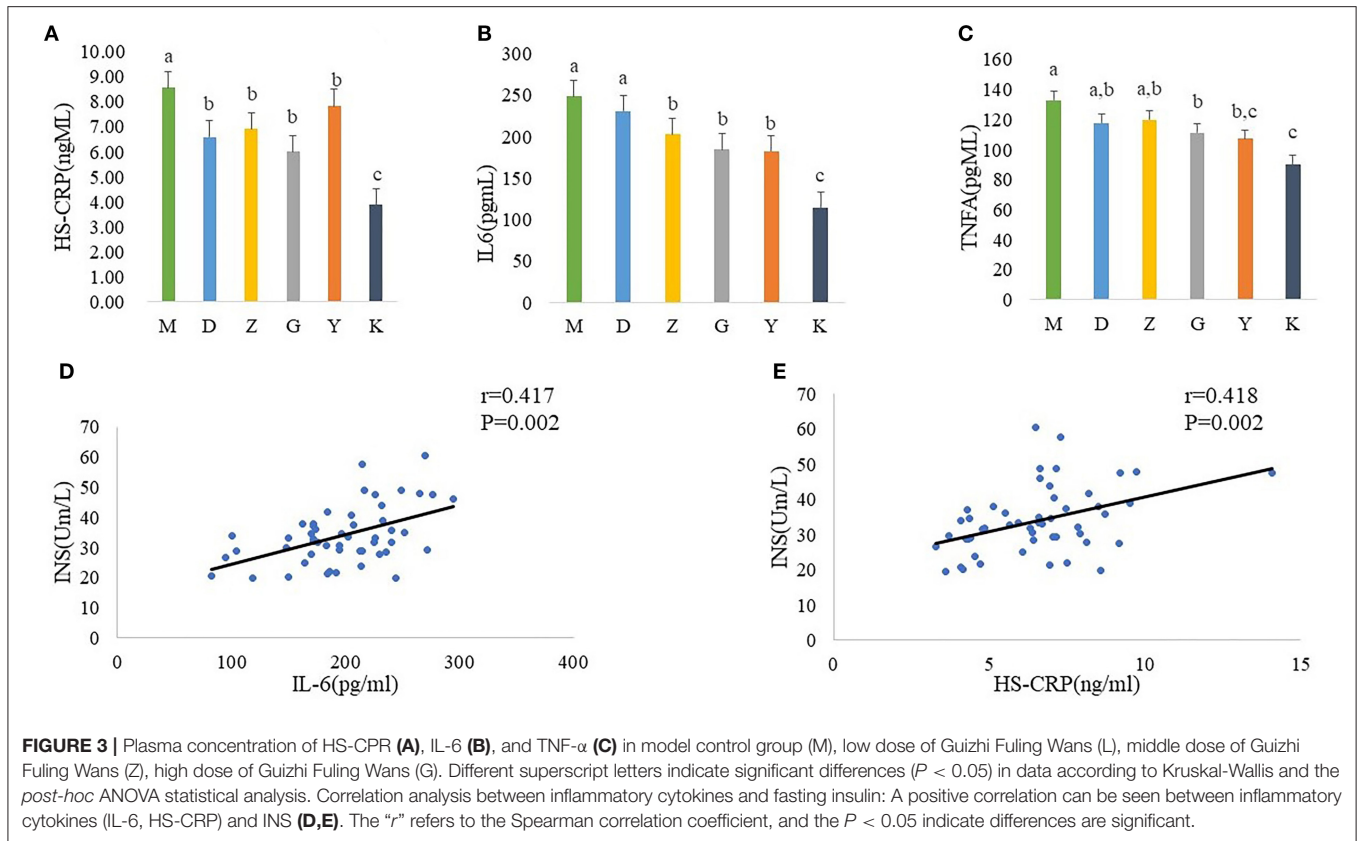 A
HS-CRP(ngML)
10.00
9.00
8.00
7.00
6.00
5.00
4.00
3.00
2.00
1.00
0.00
a
b
b
b
b
c
M D Z G Y K
B
IL6(pgmL)
300
250
200
150
100
50
0
a
a
b
b
b
c
M D Z G Y K
C
TNFA(pgML)
160
140
120
100
80
60
40
20
0
a
a,b
a,b
b
b,c
c
M D Z G Y K
D
r=0.417
P=0.002
INS(Um/L)
70
60
50
40
30
20
10
0
0 100 200 300 400
IL-6(pg/ml)
E
r=0.418
P=0.002
INS(Um/L)
70
60
50
40
30
20
10
0
0 5 10 15
HS-CRP(ng/ml)
FIGURE 3 | Plasma concentration of HS-CPR (A), IL-6 (B), and TNF-α (C) in model control group (M), low dose of Guizhi Fuling Wans (L), middle dose of Guizhi
Fuling Wans (Z), high dose of Guizhi Fuling Wans (G). Different superscript letters indicate significant differences (P < 0.05) in data according to Kruskal-Wallis and the
post-hoc ANOVA statistical analysis. Correlation analysis between inflammatory cytokines and fasting insulin: A positive correlation can be seen between inflammatory
cytokines (IL-6, HS-CRP) and INS (D,E). The “r” refers to the Spearman correlation coefficient, and the P < 0.05 indicate differences are significant.